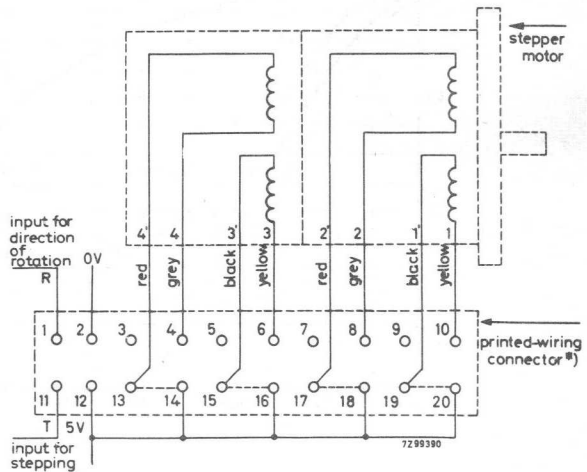 stepper
motor
4' 4 3' 3 2' 2 1' 1
red grey black yellow red grey black yellow
input for
direction
of
rotation
R
0V
1 2 3 4 5 6 7 8 9 10
printed-wiring
connector*)
11 12 13 14 15 16 17 18 19 20
T 5V
input for
stepping
7Z99390